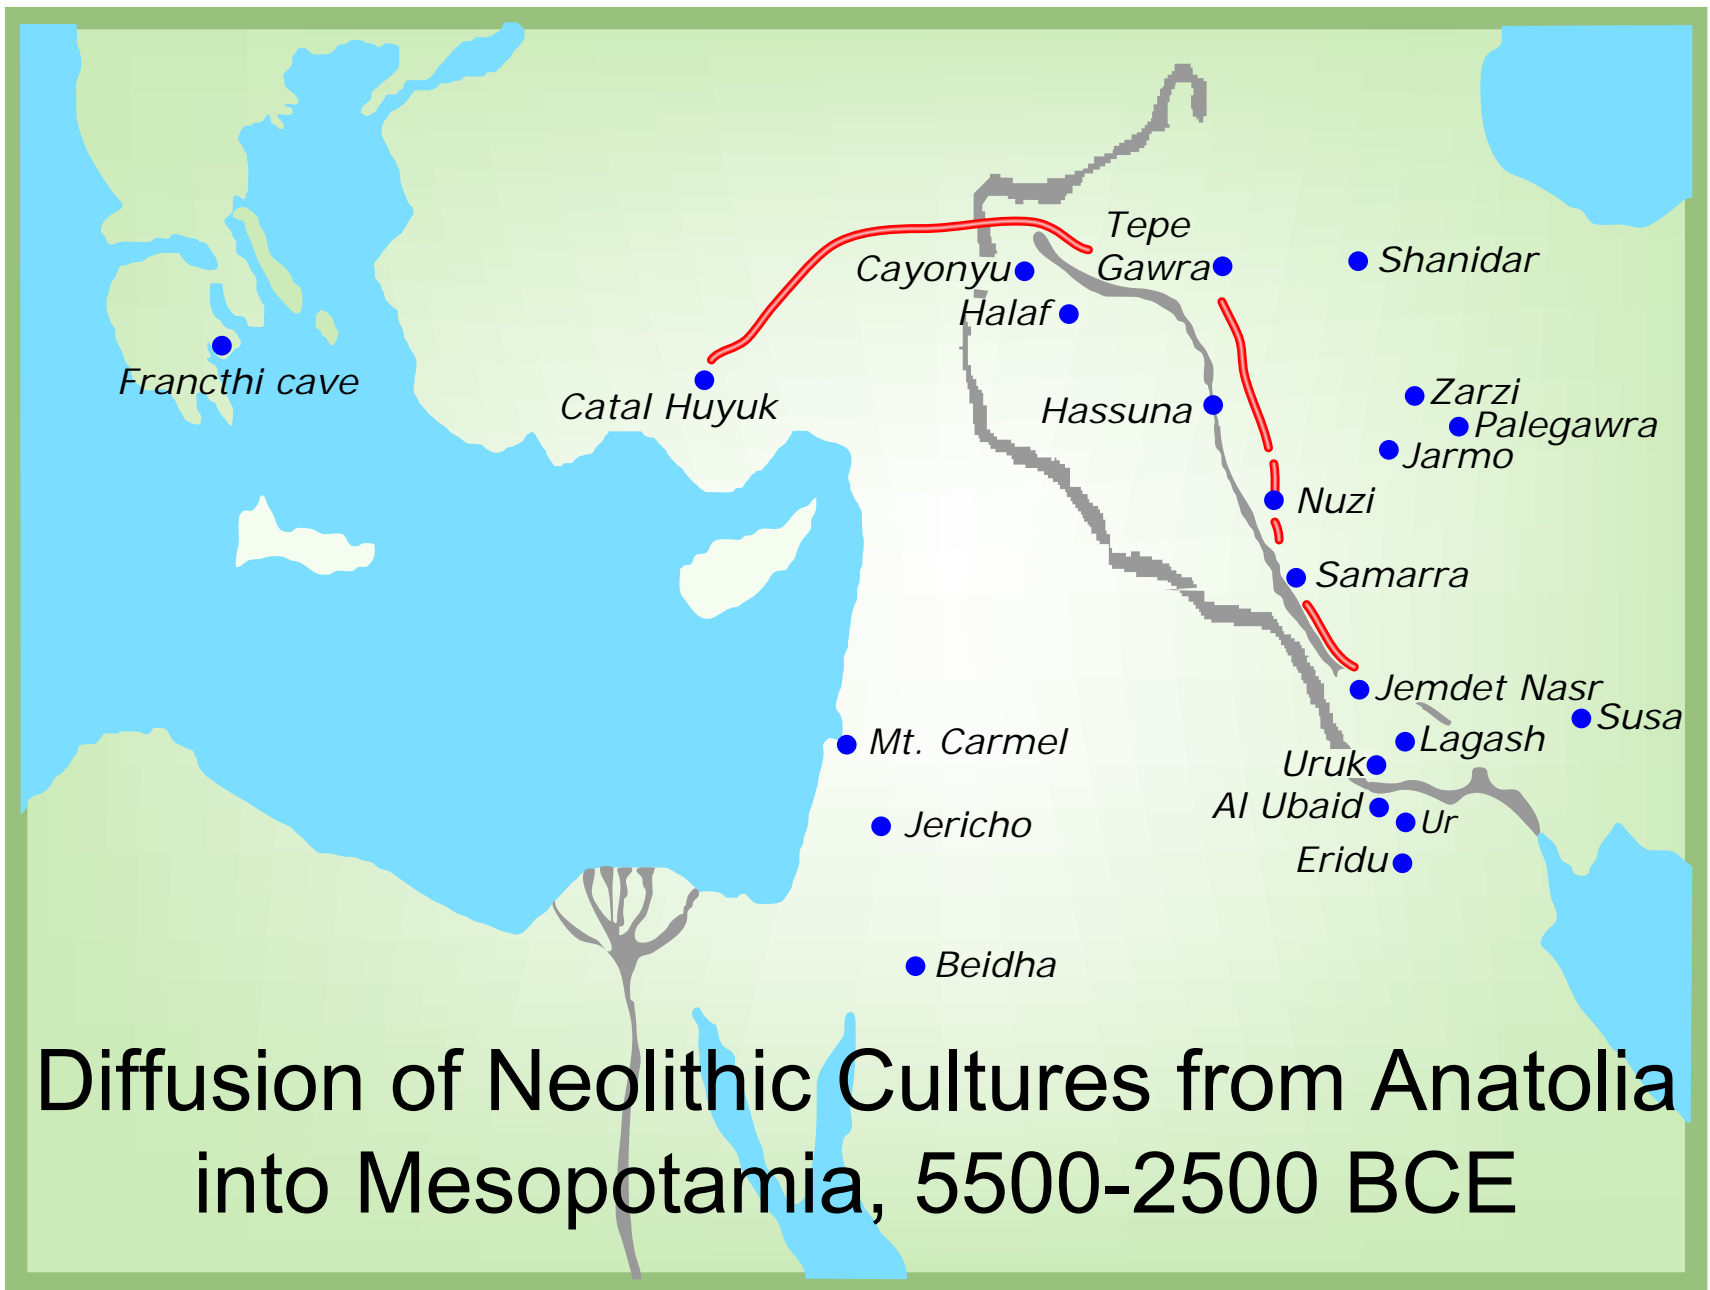 Tepe
Gawra
Shanidar
Cayonyu
Halaf
Francthi cave
Catal Huyuk
Hassuna
Zarzi
Palegawra
Jarmo
Nuzi
Samarra
Jemdet Nasr
Susa
Lagash
Mt. Carmel
Uruk
Al Ubaid
Ur
Jericho
Eridu
Beidha
Diffusion of Neolithic Cultures from Anatolia
into Mesopotamia, 5500-2500 BCE